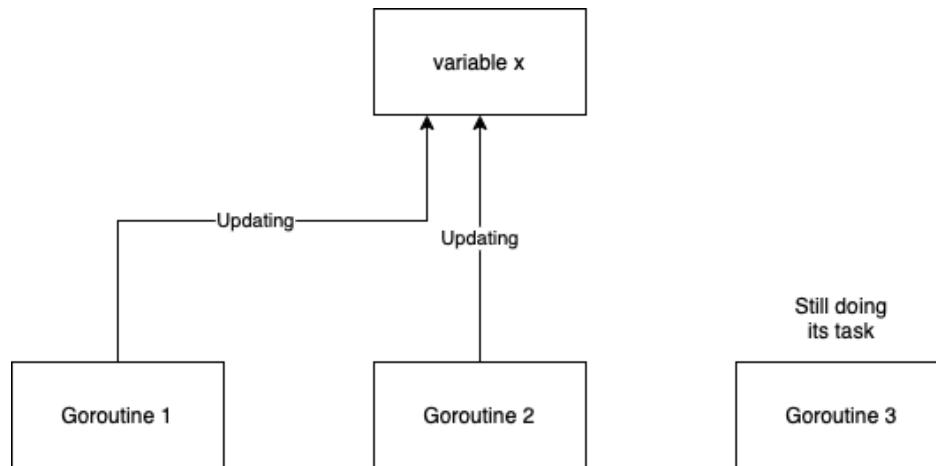 variable x
Updating
Updating
Still doing
its task
Goroutine 1
Goroutine 2
Goroutine 3